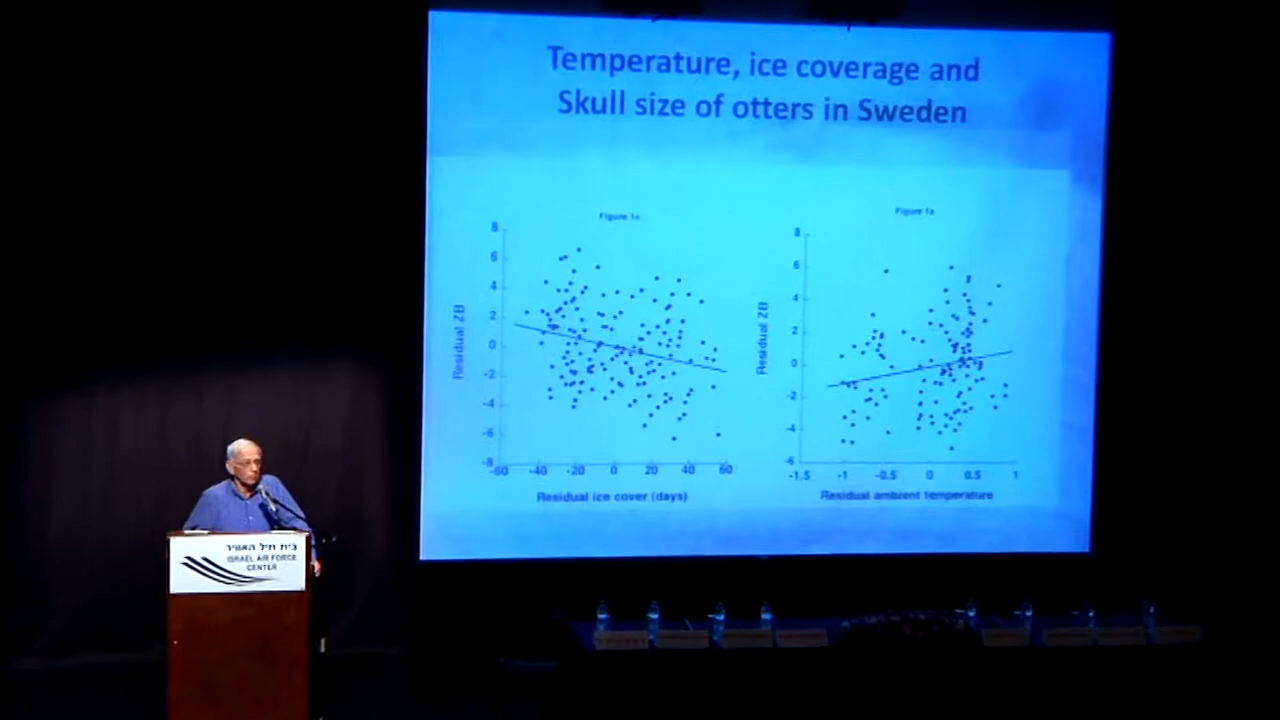 Temperature, ice coverage and
Skull size of otters in Sweden
Figure 1a
8
6
4
2
0
-2
-4
-6
-8
-60 -40 -20 0 20 40 60
Residual ZB
Residual ice cover (days)
Figure 1a
8
6
4
2
0
-2
-4
-6
-1.5 -1 -0.5 0 0.5 1
Residual ZB
Residual ambient temperature
בית חיל האוויר
ISRAEL AIR FORCE
CENTER